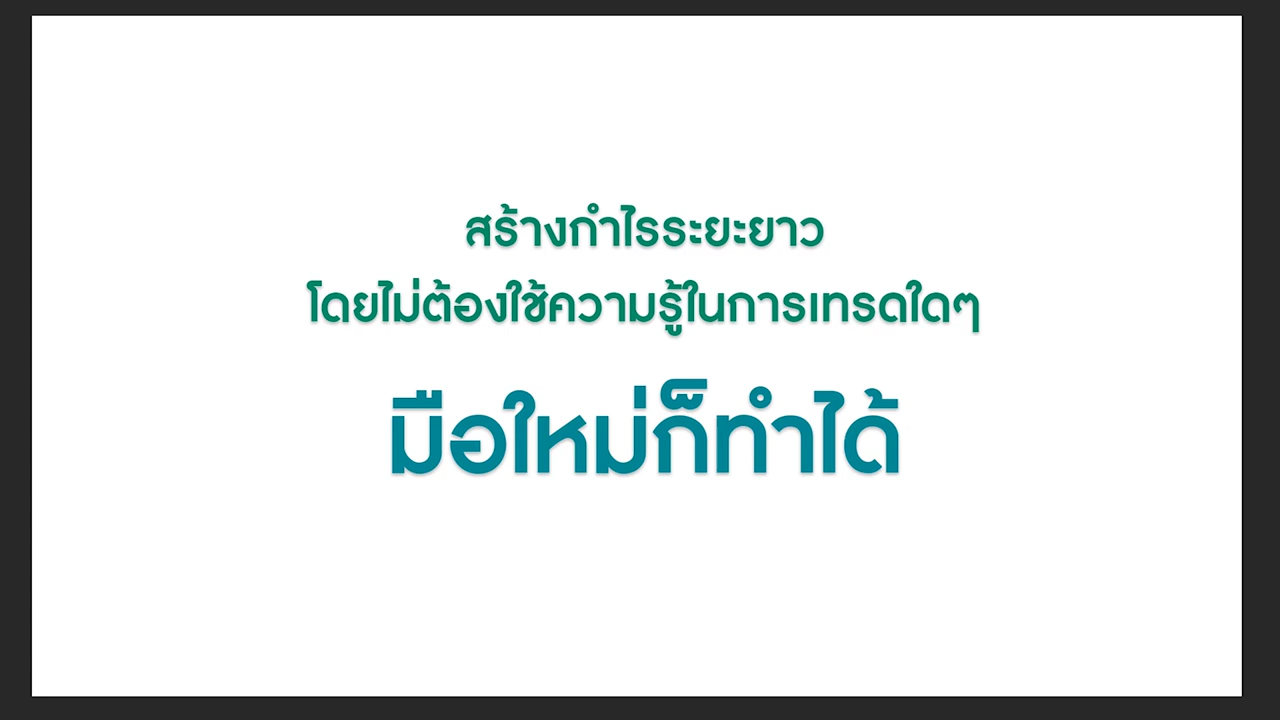 สร้างกำไรระยะยาว
โดยไม่ต้องใช้ความรู้ในการเทรดใดๆ
มือใหม่ก็ทำได้